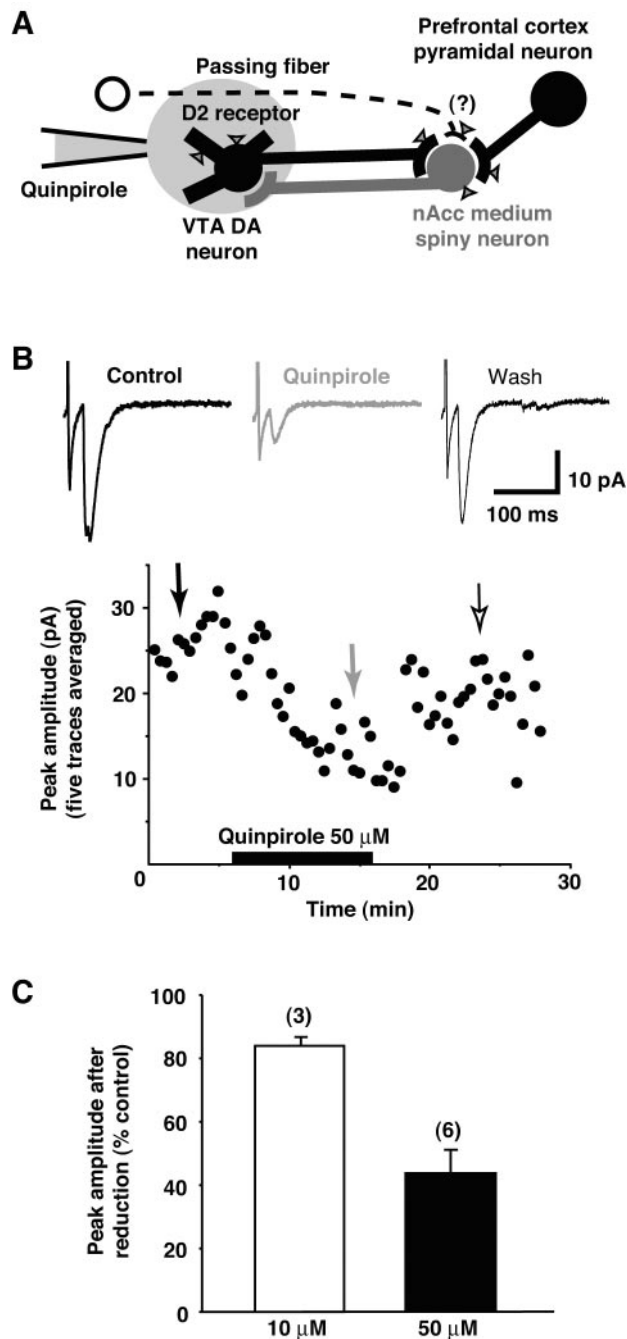 A
Prefrontal cortex
pyramidal neuron
Passing fiber
(?)
D2 receptor
Quinpirole
VTA DA
neuron
nAcc medium
spiny neuron
B
Control
Quinpirole
Wash
10 pA
100 ms
Peak amplitude (pA)
(five traces averaged)
30
20
10
Quinpirole 50 μM
0
10
20
30
Time (min)
C
Peak amplitude after
reduction (% control)
100
80
60
40
20
0
(3)
(6)
10 μM
50 μM